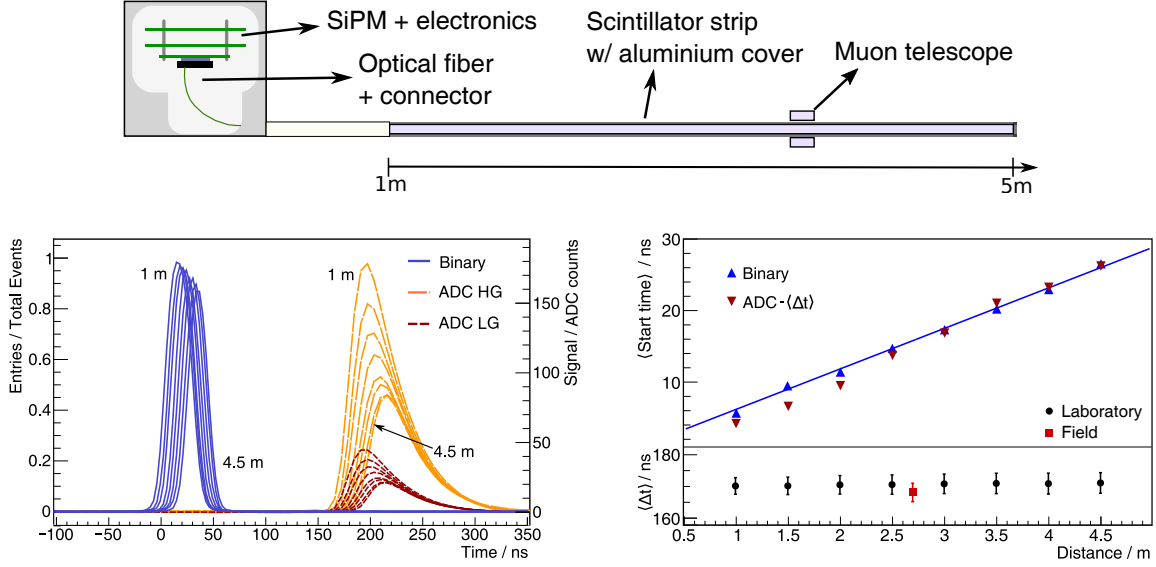 SiPM + electronics
Optical fiber
+ connector
Scintillator strip
w/ aluminium cover
Muon telescope
1m
5m
Entries / Total Events
1
0.8
0.6
0.4
0.2
0
1 m
4.5 m
1 m
4.5 m
Binary
ADC HG
ADC LG
150
100
50
0
Signal / ADC counts
−100
−50
0
50
100
150
200
250
300
350
Time / ns
⟨Start time⟩ / ns
30
20
10
Binary
ADC - ⟨Δt⟩
Laboratory
Field
⟨Δt⟩ / ns
180
160
0.5
1
1.5
2
2.5
3
3.5
4
4.5
Distance / m